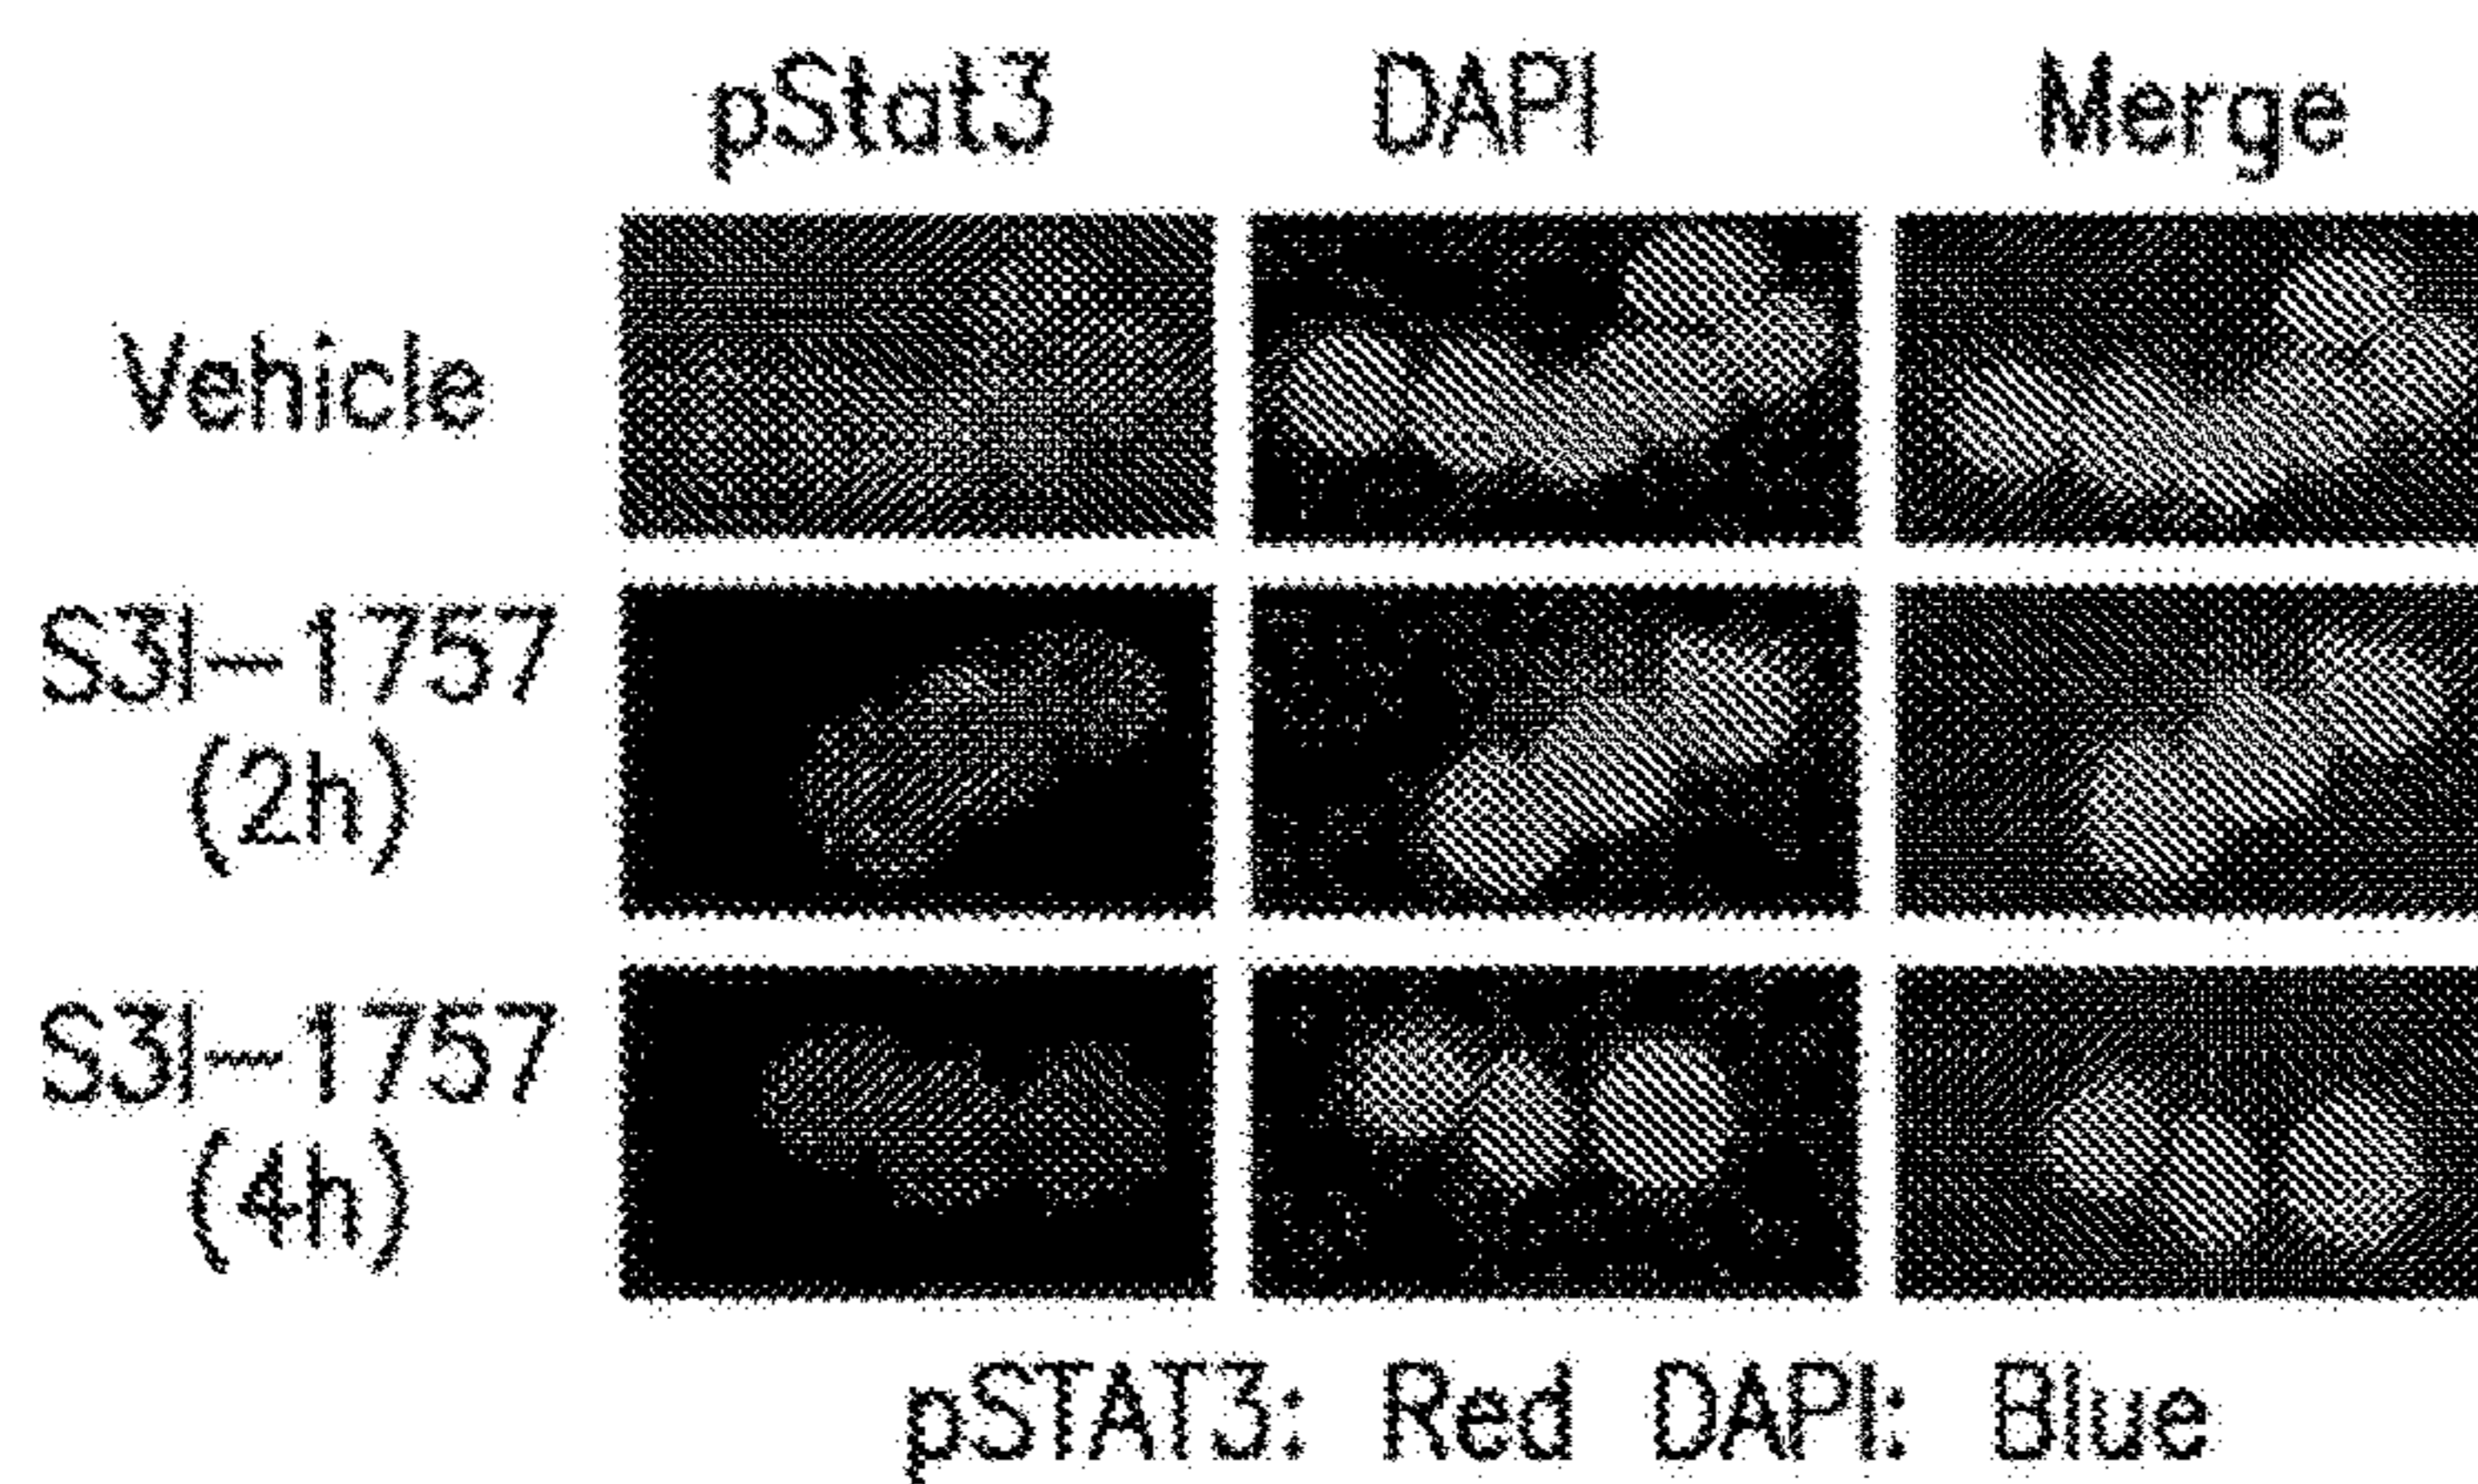 pStat3 DAPI Merge
Vehicle
S3I-1757
(2h)
S3I-1757
(4h)
pSTAT3: Red DAPI: Blue